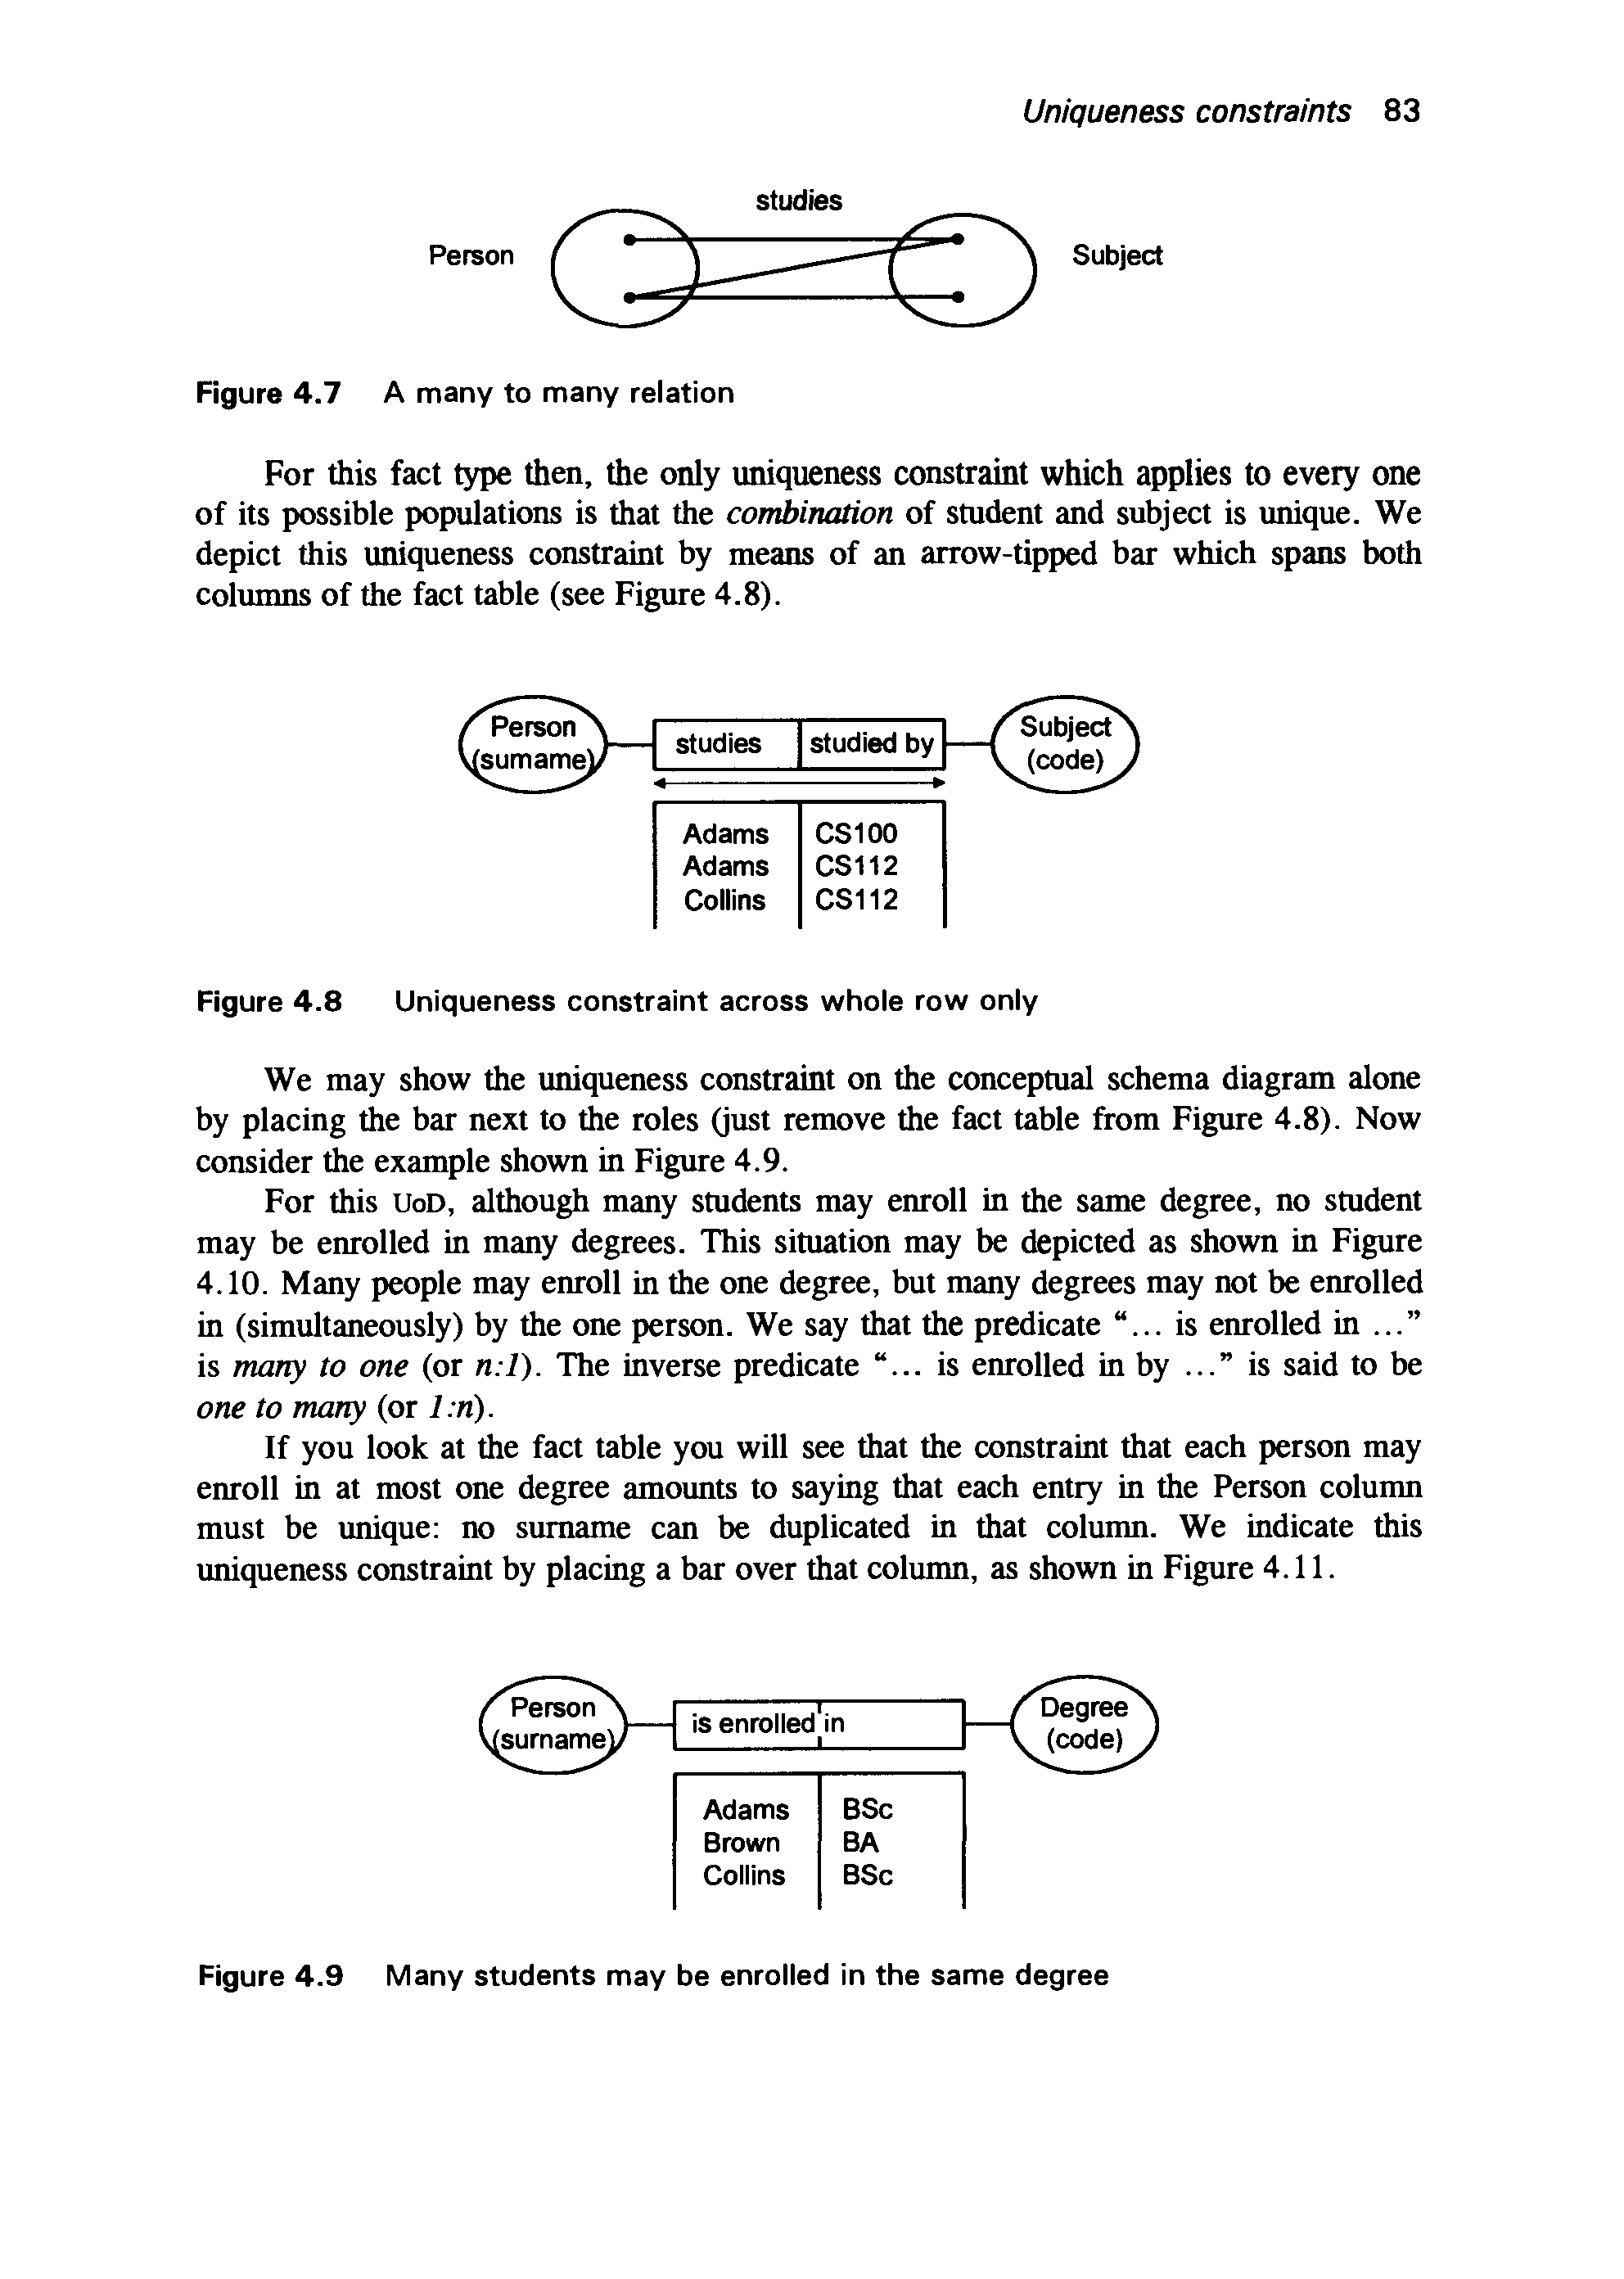 Uniqueness constraints 83
studies
Person
Subject
Figure 4.7 A many to many relation
For this fact type then, the only uniqueness constraint which applies to every one
of its possible populations is that the combination of student and subject is unique. We
depict this uniqueness constraint by means of an arrow-tipped bar which spans both
columns of the fact table (see Figure 4.8).
Person
(surname)
studies
studied by
Subject
(code)
Adams CS100
Adams CS112
Collins CS112
Figure 4.8 Uniqueness constraint across whole row only
We may show the uniqueness constraint on the conceptual schema diagram alone
by placing the bar next to the roles (just remove the fact table from Figure 4.8). Now
consider the example shown in Figure 4.9.
For this UoD, although many students may enroll in the same degree, no student
may be enrolled in many degrees. This situation may be depicted as shown in Figure
4.10. Many people may enroll in the one degree, but many degrees may not be enrolled
in (simultaneously) by the one person. We say that the predicate “... is enrolled in ...”
is many to one (or n:1). The inverse predicate “... is enrolled in by ...” is said to be
one to many (or 1:n).
If you look at the fact table you will see that the constraint that each person may
enroll in at most one degree amounts to saying that each entry in the Person column
must be unique: no surname can be duplicated in that column. We indicate this
uniqueness constraint by placing a bar over that column, as shown in Figure 4.11.
Person
(surname)
is enrolled in
Degree
(code)
Adams BSc
Brown BA
Collins BSc
Figure 4.9 Many students may be enrolled in the same degree